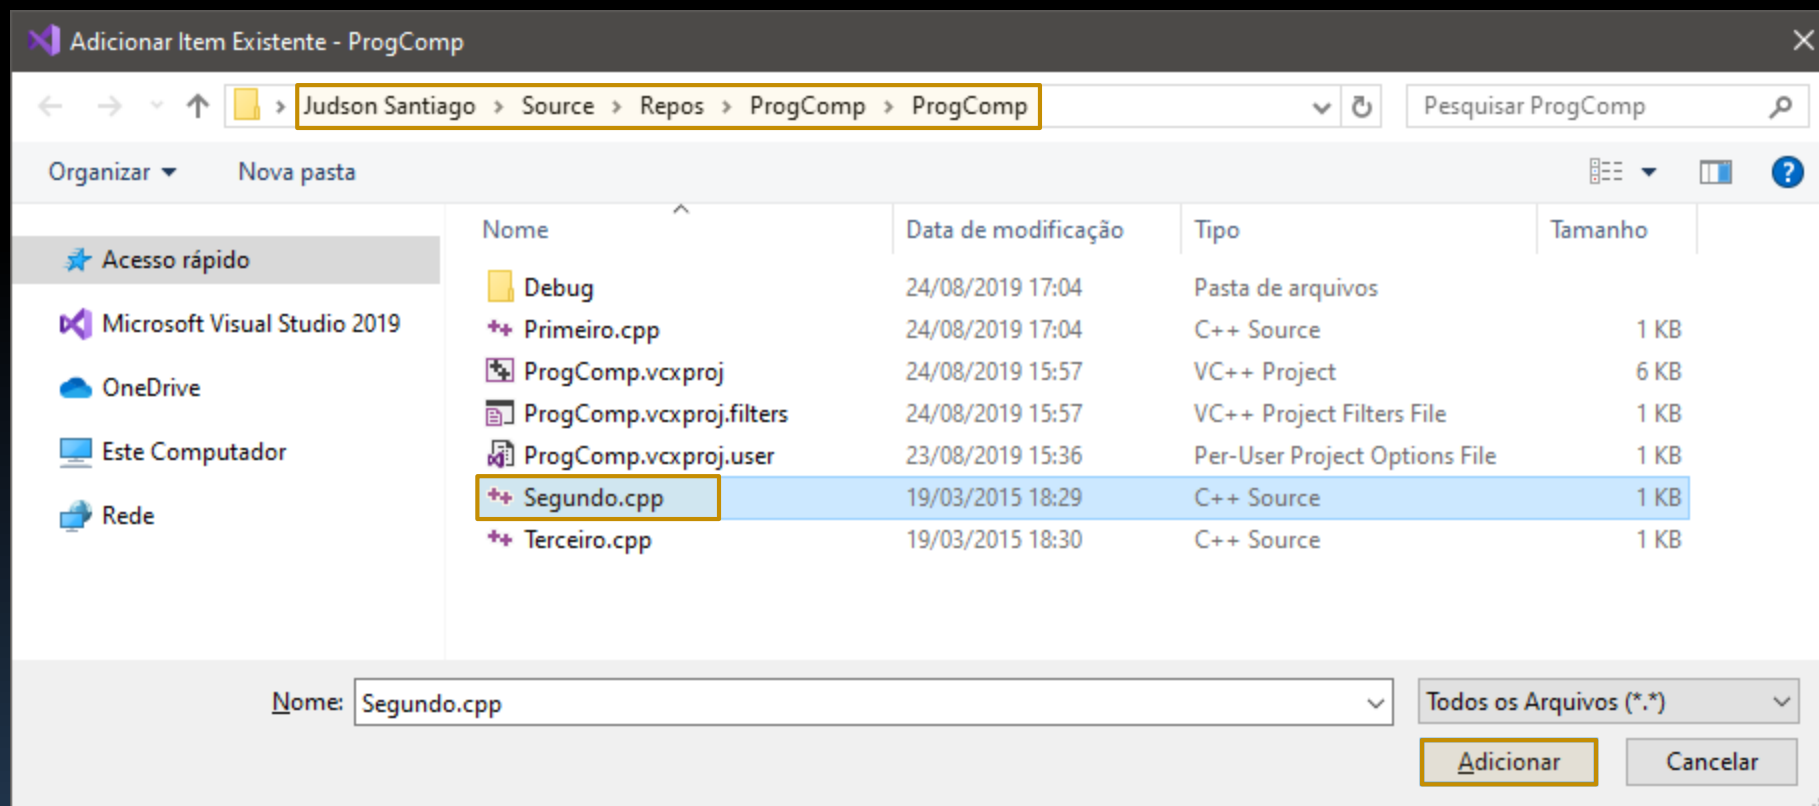 Adicionar Item Existente - ProgComp
Judson Santiago > Source > Repos > ProgComp > ProgComp
Pesquisar ProgComp
Organizar Nova pasta
?
Nome Data de modificação Tipo Tamanho
Acesso rápido
Microsoft Visual Studio 2019
OneDrive
Este Computador
Rede
Debug 24/08/2019 17:04 Pasta de arquivos
Primeiro.cpp 24/08/2019 17:04 C++ Source 1 KB
ProgComp.vcxproj 24/08/2019 15:57 VC++ Project 6 KB
ProgComp.vcxproj.filters 24/08/2019 15:57 VC++ Project Filters File 1 KB
ProgComp.vcxproj.user 23/08/2019 15:36 Per-User Project Options File 1 KB
Segundo.cpp 19/03/2015 18:29 C++ Source 1 KB
Terceiro.cpp 19/03/2015 18:30 C++ Source 1 KB
Nome: Segundo.cpp Todos os Arquivos (*.*)
Adicionar Cancelar